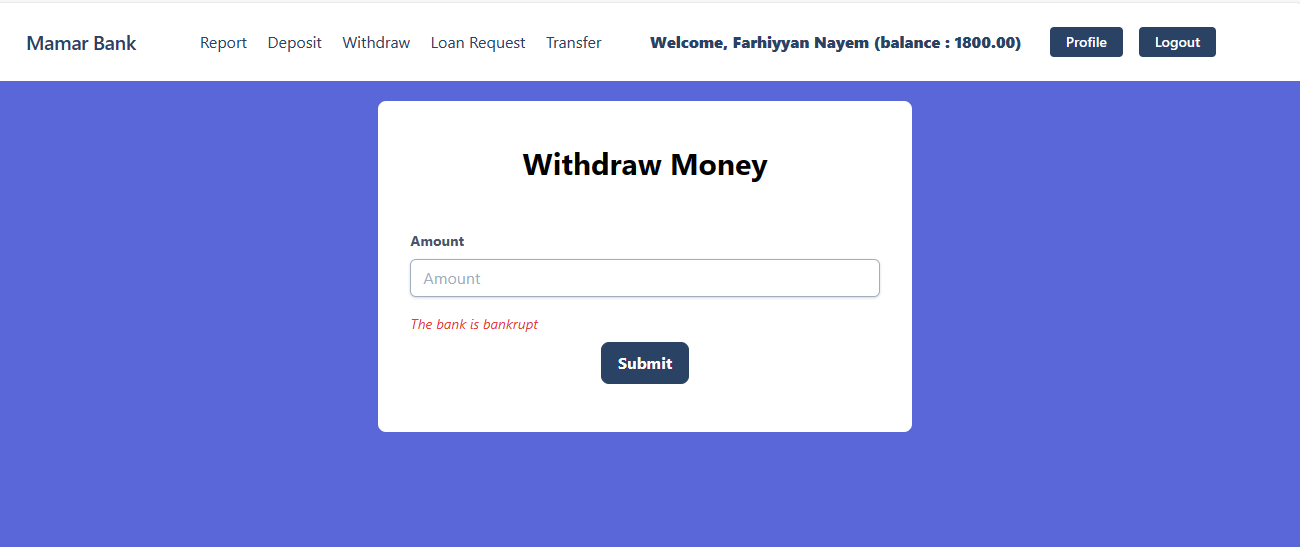 Mamar Bank Report Deposit Withdraw Loan Request Transfer Welcome, Farhiyyan Nayem (balance : 1800.00) Profile Logout
Withdraw Money
Amount
Amount
The bank is bankrupt
Submit